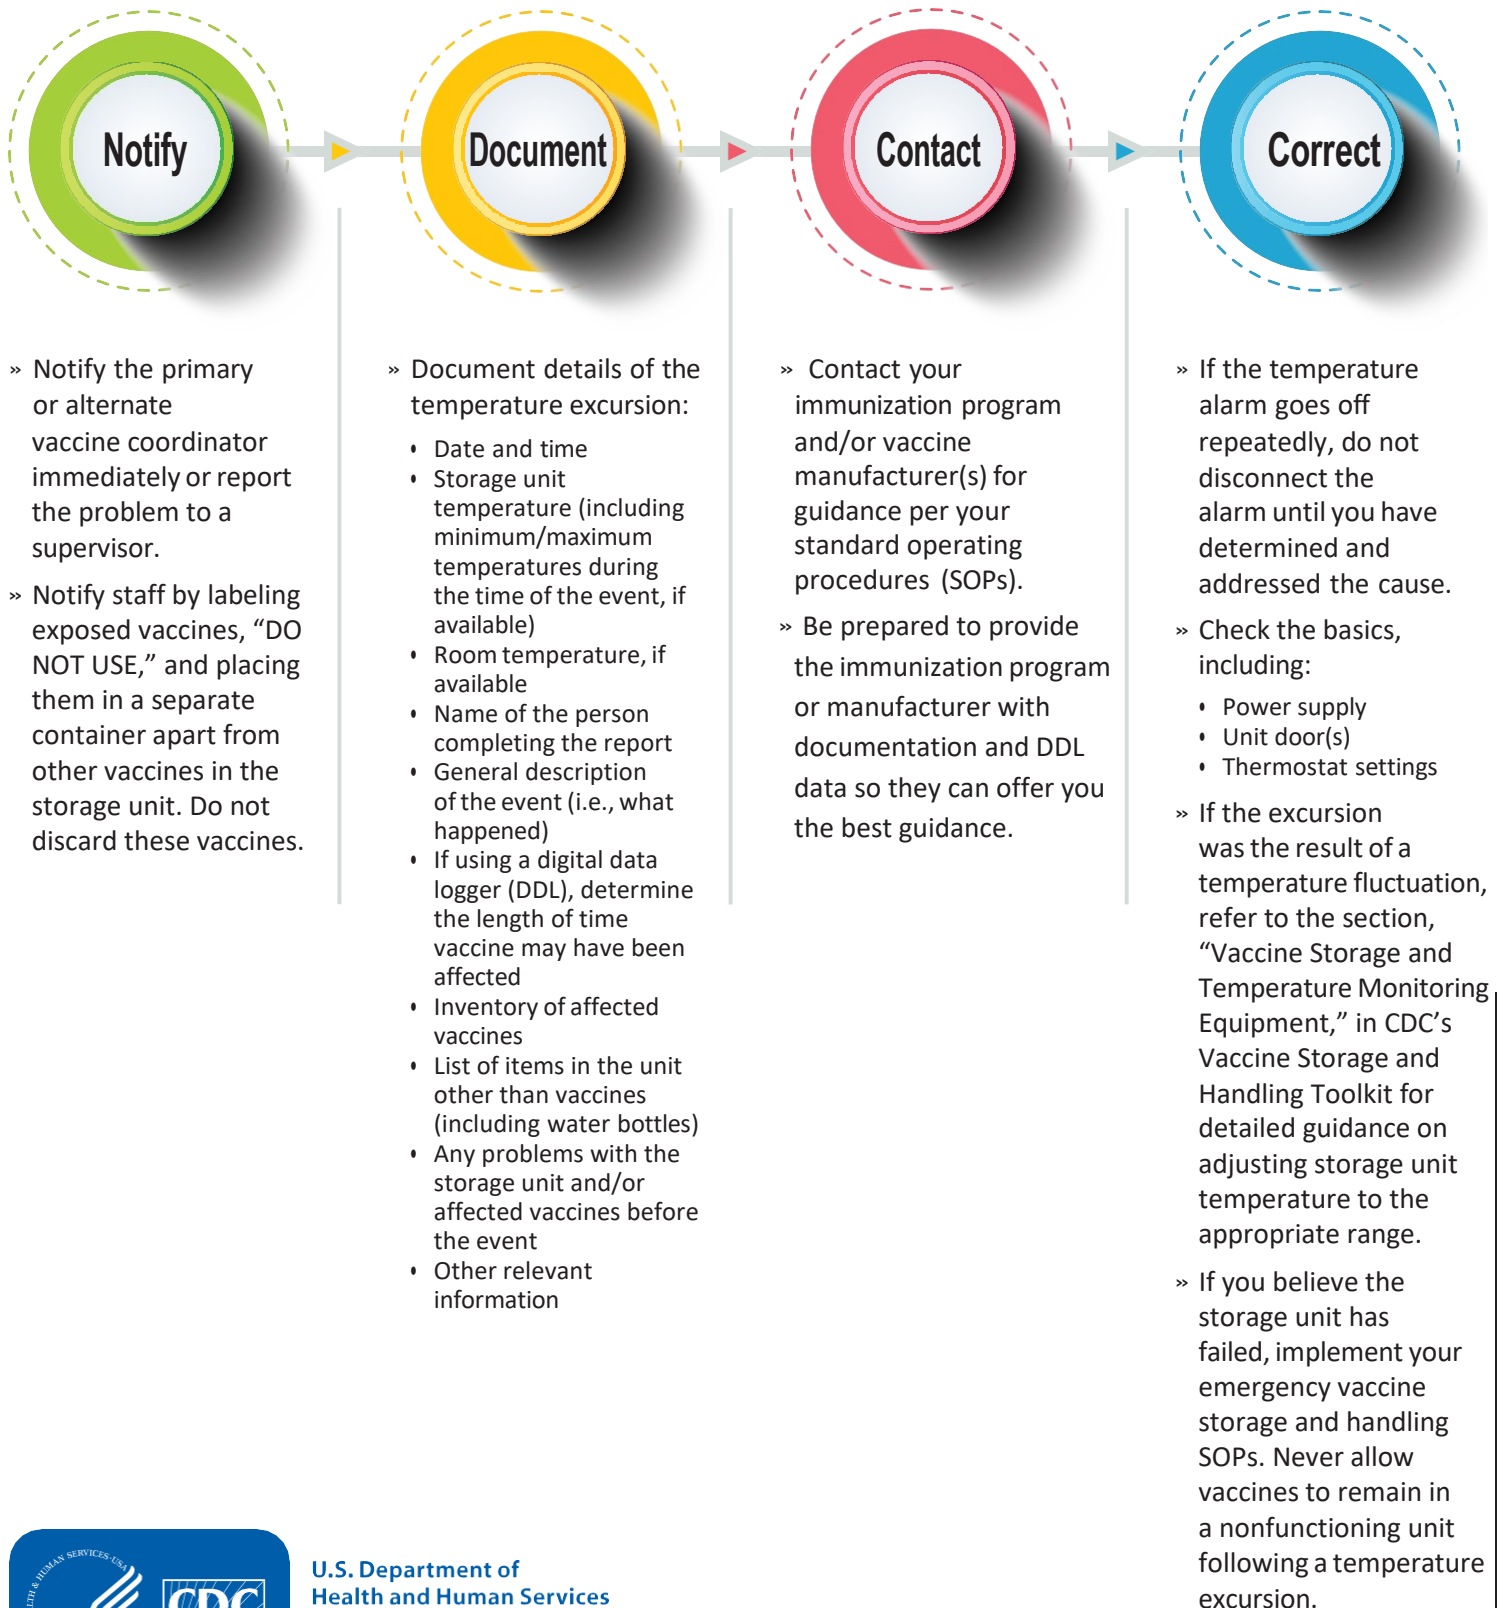 Notify
Document
Contact
Correct
» Notify the primary
or alternate
vaccine coordinator
immediately or report
the problem to a
supervisor.
» Notify staff by labeling
exposed vaccines, “DO
NOT USE,” and placing
them in a separate
container apart from
other vaccines in the
storage unit. Do not
discard these vaccines.
» Document details of the
temperature excursion:
• Date and time
• Storage unit
temperature (including
minimum/maximum
temperatures during
the time of the event, if
available)
• Room temperature, if
available
• Name of the person
completing the report
• General description
of the event (i.e., what
happened)
• If using a digital data
logger (DDL), determine
the length of time
vaccine may have been
affected
• Inventory of affected
vaccines
• List of items in the unit
other than vaccines
(including water bottles)
• Any problems with the
storage unit and/or
affected vaccines before
the event
• Other relevant
information
» Contact your
immunization program
and/or vaccine
manufacturer(s) for
guidance per your
standard operating
procedures (SOPs).
» Be prepared to provide
the immunization program
or manufacturer with
documentation and DDL
data so they can offer you
the best guidance.
» If the temperature
alarm goes off
repeatedly, do not
disconnect the
alarm until you have
determined and
addressed the cause.
» Check the basics,
including:
• Power supply
• Unit door(s)
• Thermostat settings
» If the excursion
was the result of a
temperature fluctuation,
refer to the section,
“Vaccine Storage and
Temperature Monitoring
Equipment,” in CDC’s
Vaccine Storage and
Handling Toolkit for
detailed guidance on
adjusting storage unit
temperature to the
appropriate range.
» If you believe the
storage unit has
failed, implement your
emergency vaccine
storage and handling
SOPs. Never allow
vaccines to remain in
a nonfunctioning unit
following a temperature
excursion.
& HUMAN SERVICES·USA
CDC
U.S. Department of
Health and Human Services